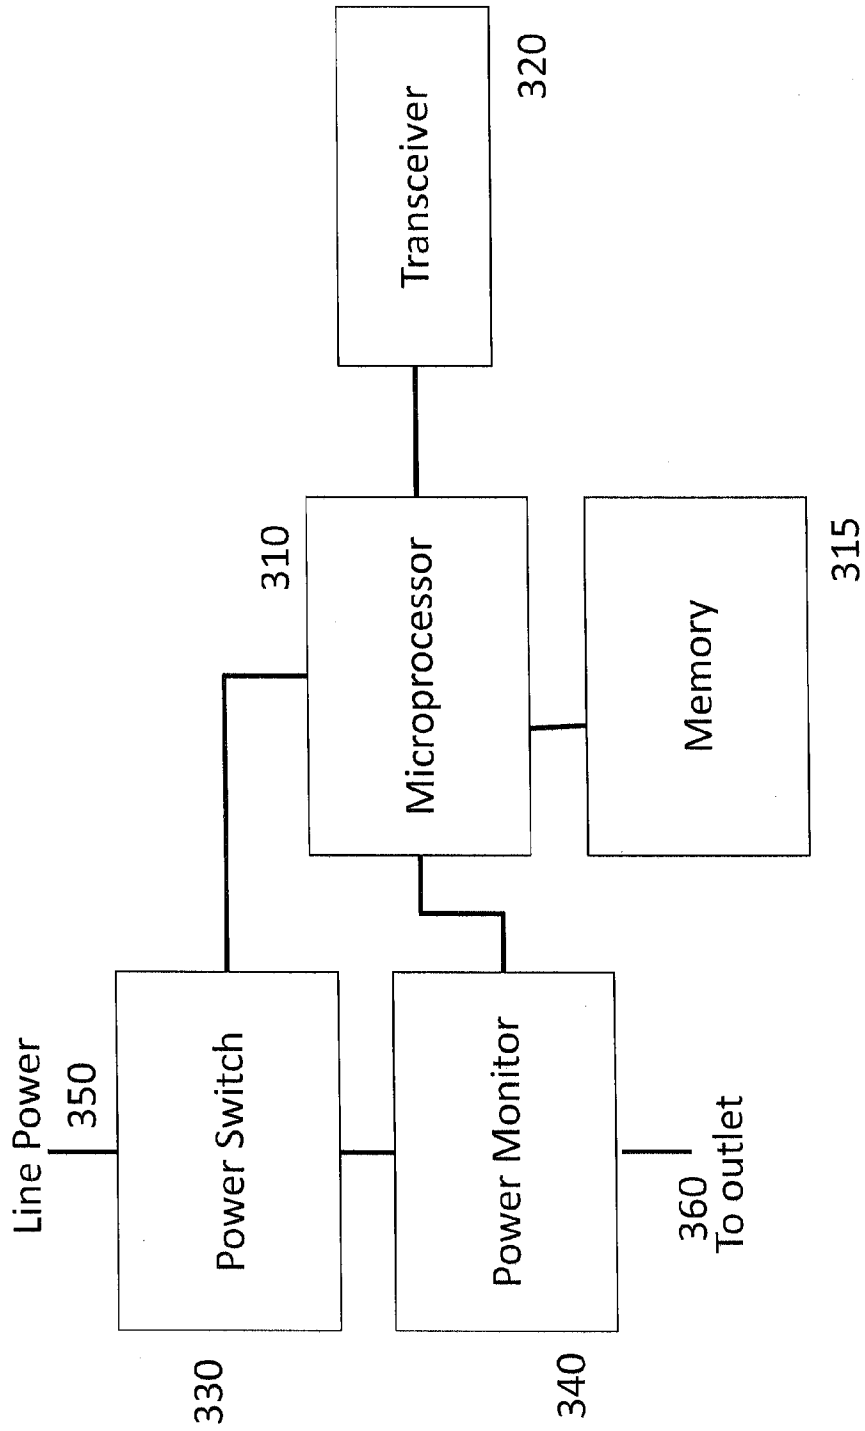 Line Power
350
310
330
Power Switch
Microprocessor
Transceiver
320
340
Power Monitor
Memory
315
360
To outlet